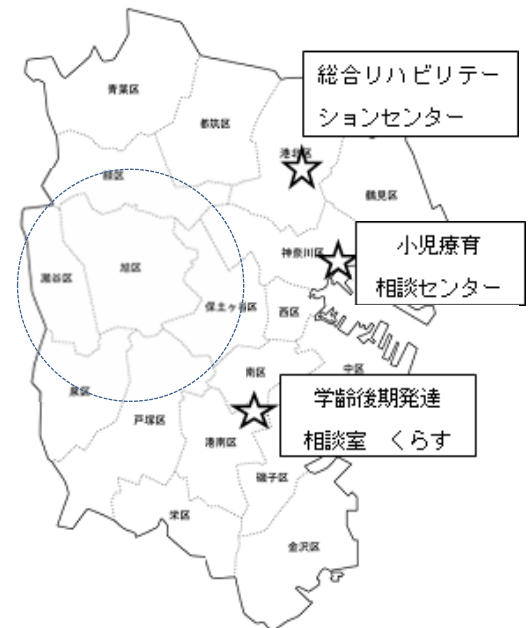 総合リハビリテー
ションセンター
青葉区
都筑区
港北区
緑区
鶴見区
神奈川区
小児療育
相談センター
瀬谷区
旭区
保土ヶ谷区
西区
中区
南区
学齢後期発達
相談室 くらす
泉区
戸塚区
港南区
磯子区
栄区
金沢区